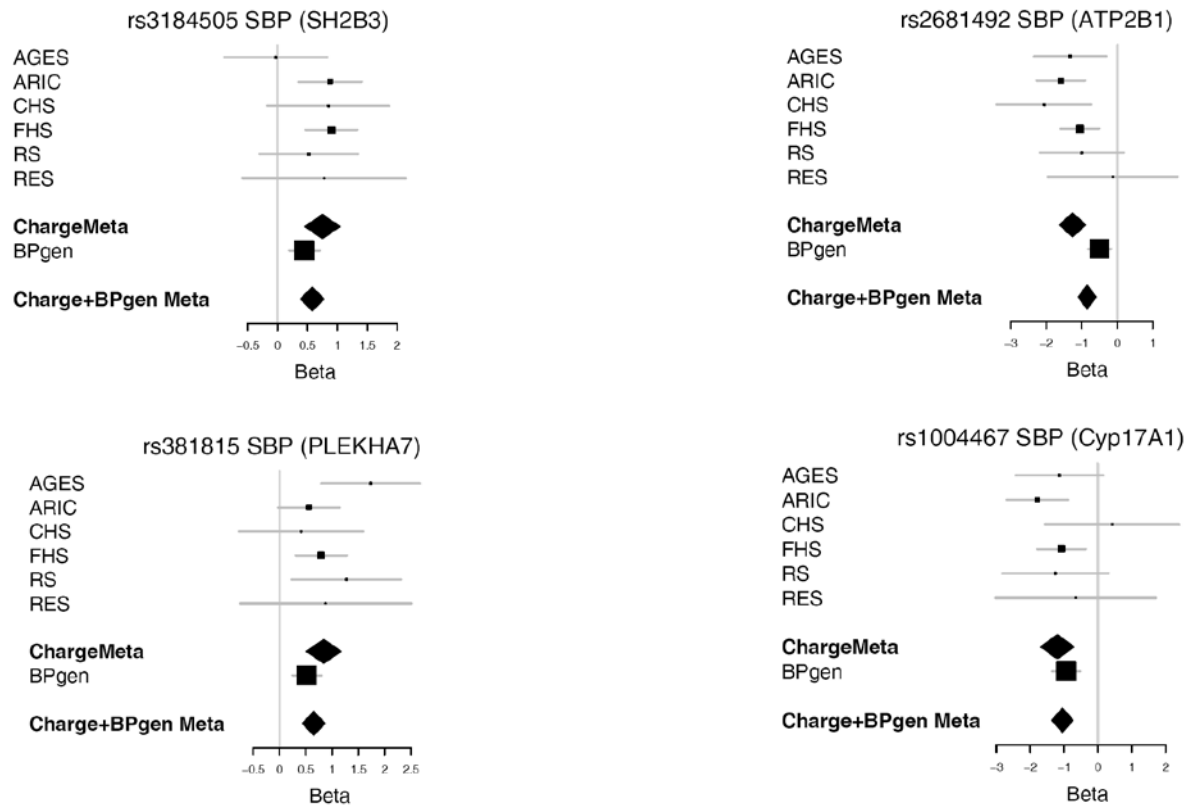 rs3184505 SBP (SH2B3)
AGES
ARIC
CHS
FHS
RS
RES
ChargeMeta
BPgen
Charge+BPgen Meta
−0.5 0 0.5 1 1.5 2
Beta
rs2681492 SBP (ATP2B1)
AGES
ARIC
CHS
FHS
RS
RES
ChargeMeta
BPgen
Charge+BPgen Meta
−3 −2 −1 0 1
Beta
rs381815 SBP (PLEKHA7)
AGES
ARIC
CHS
FHS
RS
RES
ChargeMeta
BPgen
Charge+BPgen Meta
−0.5 0 0.5 1 1.5 2 2.5
Beta
rs1004467 SBP (Cyp17A1)
AGES
ARIC
CHS
FHS
RS
RES
ChargeMeta
BPgen
Charge+BPgen Meta
−3 −2 −1 0 1 2
Beta